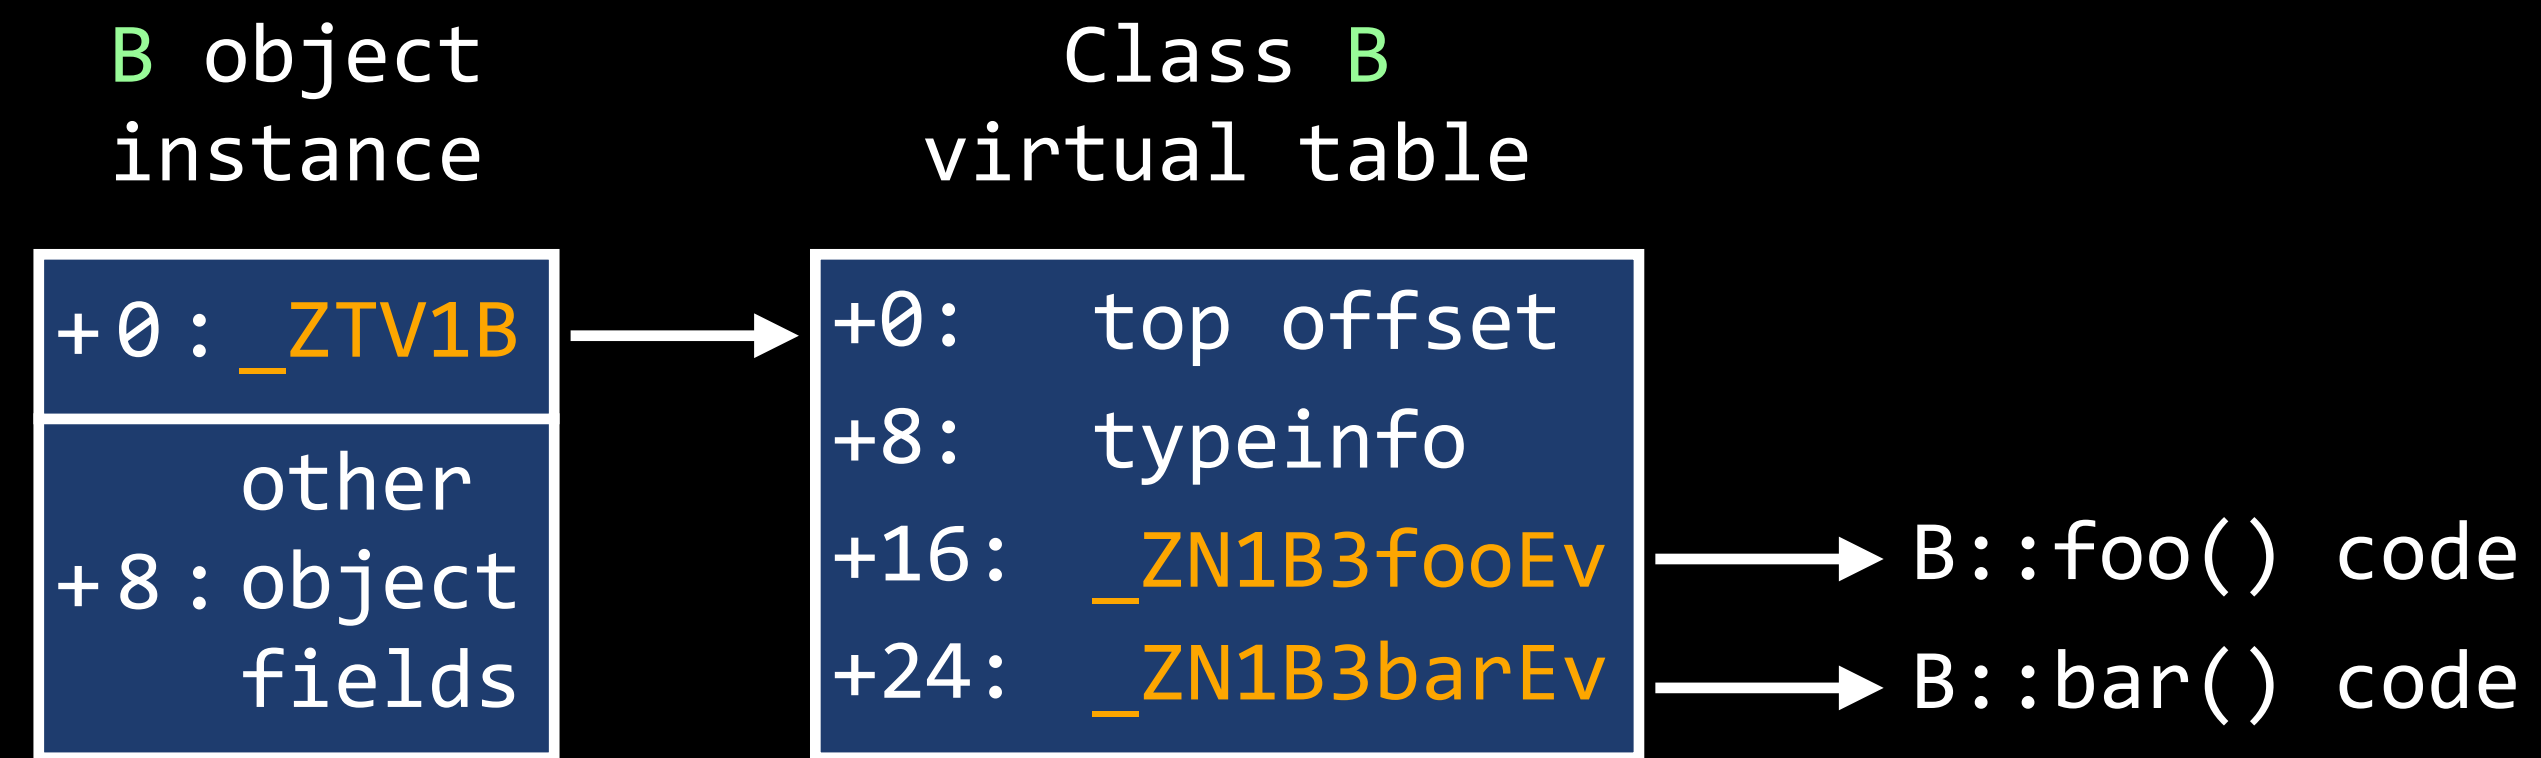 B object
instance
Class B
virtual table
+0: _ZTV1B
other
+8: object
fields
+0: top offset
+8: typeinfo
+16: _ZN1B3fooEv
+24: _ZN1B3barEv
B::foo() code
B::bar() code